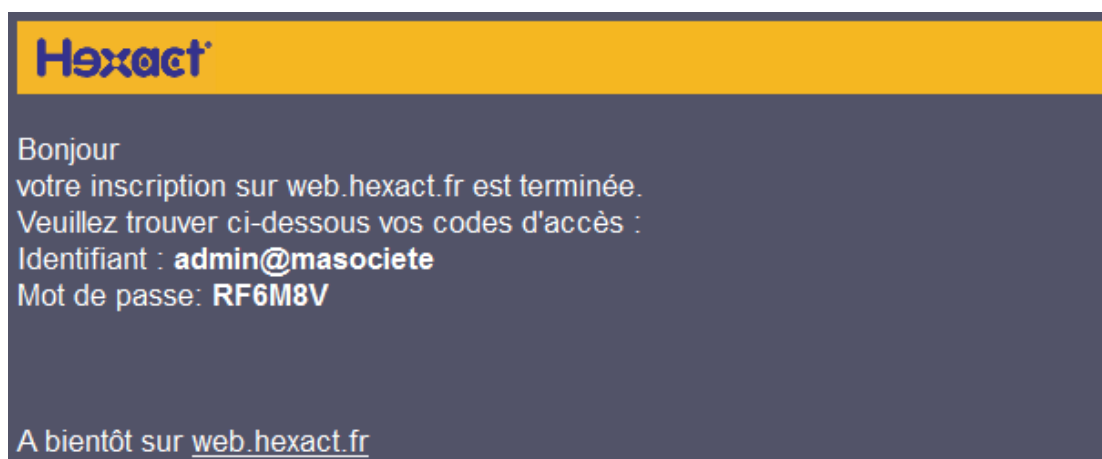 Hexact
Bonjour
votre inscription sur web.hexact.fr est terminée.
Veuillez trouver ci-dessous vos codes d'accès :
Identifiant : admin@masociete
Mot de passe: RF6M8V
A bientôt sur web.hexact.fr